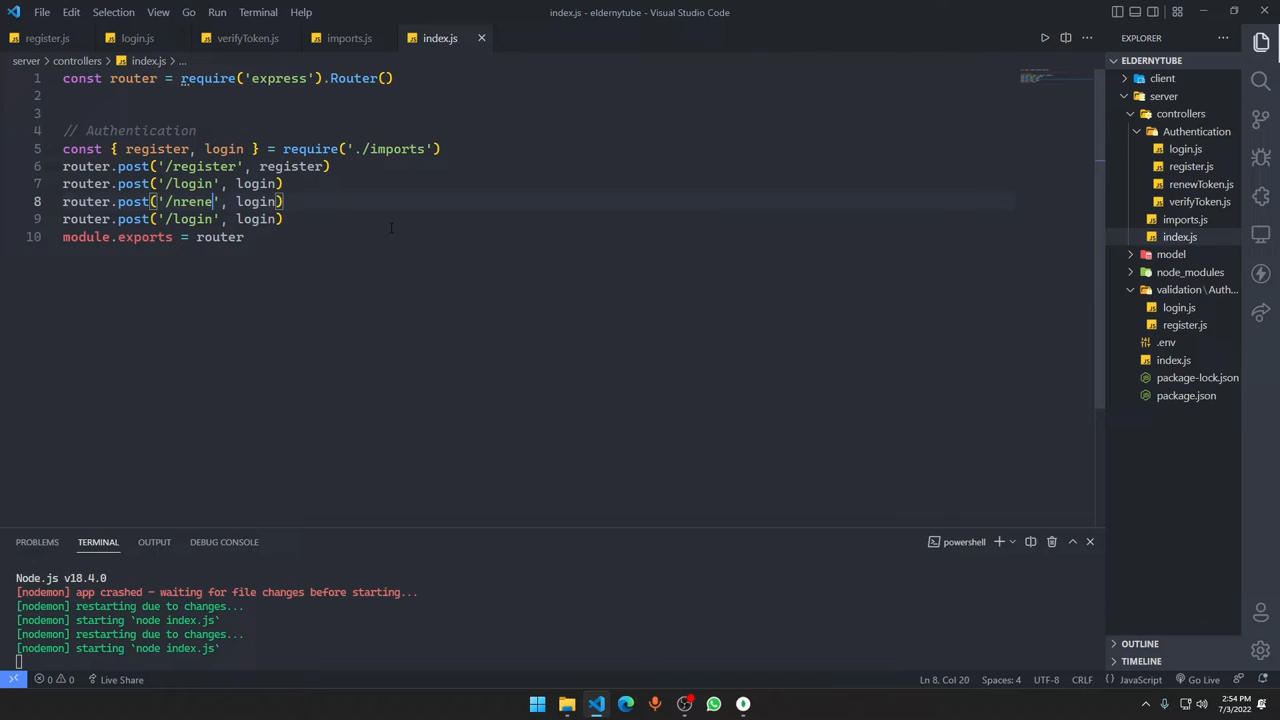 File Edit Selection View Go Run Terminal Help
index.js - eldernytube - Visual Studio Code
register.js login.js verifyToken.js imports.js index.js
server controllers index.js ...
1 const router = require('express').Router()
2
3
4 // Authentication
5 const { register, login } = require('./imports')
6 router.post('/register', register)
7 router.post('/login', login)
8 router.post('/nrene', login)
9 router.post('/login', login)
10 module.exports = router
EXPLORER
ELDERNYTUBE
client
server
controllers
Authentication
login.js
register.js
renewToken.js
verifyToken.js
imports.js
index.js
model
node_modules
validation\Auth...
login.js
register.js
.env
index.js
package-lock.json
package.json
OUTLINE
TIMELINE
PROBLEMS TERMINAL OUTPUT DEBUG CONSOLE
powershell
Node.js v18.4.0
[nodemon] app crashed - waiting for file changes before starting...
[nodemon] restarting due to changes...
[nodemon] starting `node index.js`
[nodemon] restarting due to changes...
[nodemon] starting `node index.js`
0 0 Live Share
Ln 8, Col 20 Spaces: 4 UTF-8 CRLF JavaScript Go Live
2:54 PM
7/3/2022